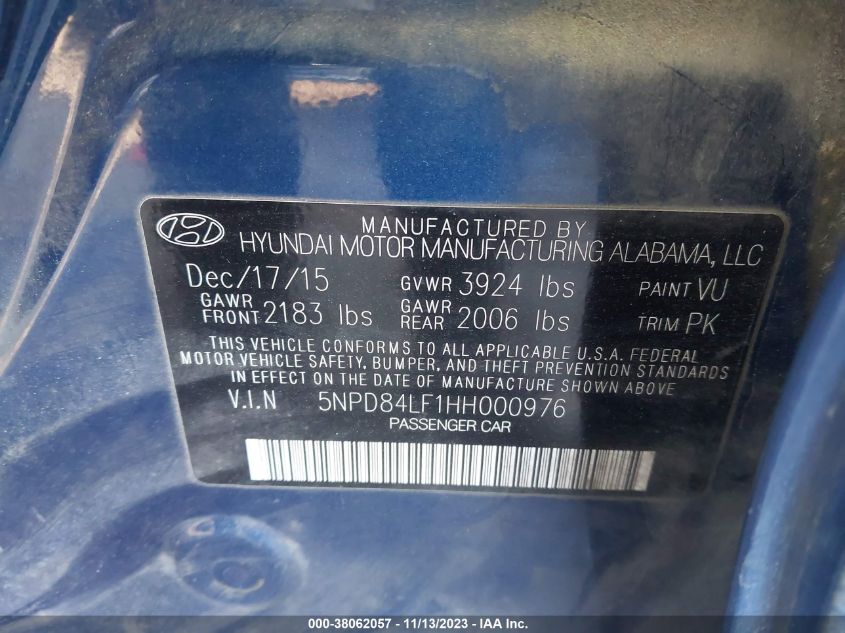 MANUFACTURED BY
HYUNDAI MOTOR MANUFACTURING ALABAMA, LLC
Dec/17/15 GVWR 3924 lbs PAINT VU
GAWR FRONT 2183 lbs GAWR REAR 2006 lbs TRIM PK
THIS VEHICLE CONFORMS TO ALL APPLICABLE U.S.A. FEDERAL
MOTOR VEHICLE SAFETY, BUMPER, AND THEFT PREVENTION STANDARDS
IN EFFECT ON THE DATE OF MANUFACTURE SHOWN ABOVE
V.I.N 5NPD84LF1HH000976
PASSENGER CAR
000-38062057 - 11/13/2023 - IAA Inc.